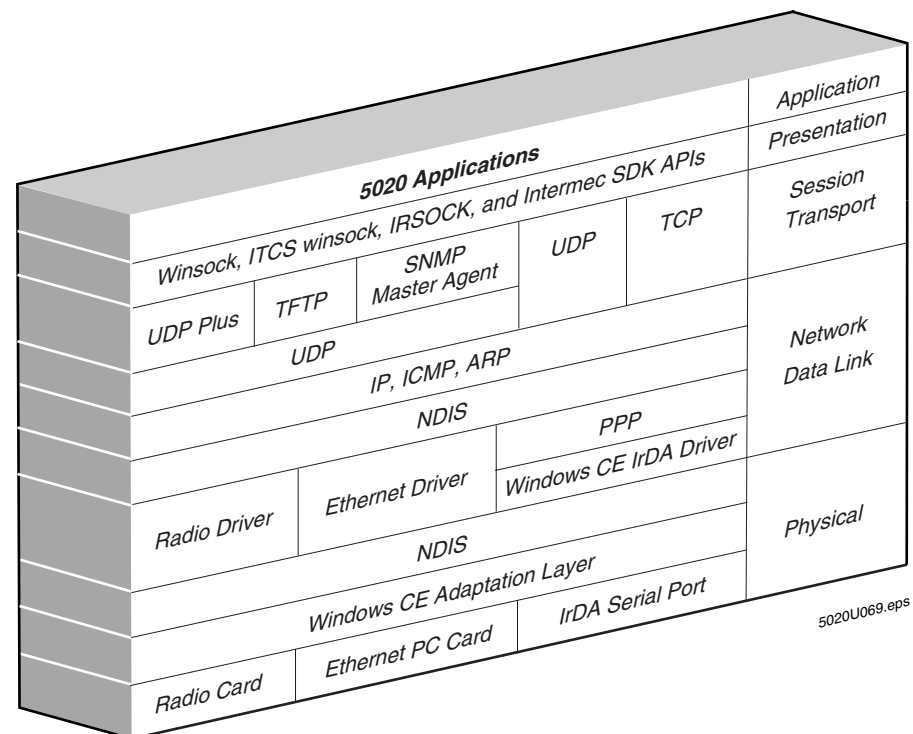 5020 Applications
Application
Winsock, ITCS winsock, IRSOCK, and Intermec SDK APIs
Presentation
UDP Plus
TFTP
SNMP
Master Agent
UDP
TCP
Session
Transport
UDP
IP, ICMP, ARP
NDIS
Network
Data Link
Radio Driver
Ethernet Driver
PPP
Windows CE IrDA Driver
NDIS
Windows CE Adaptation Layer
Physical
Radio Card
Ethernet PC Card
IrDA Serial Port
5020U069.eps